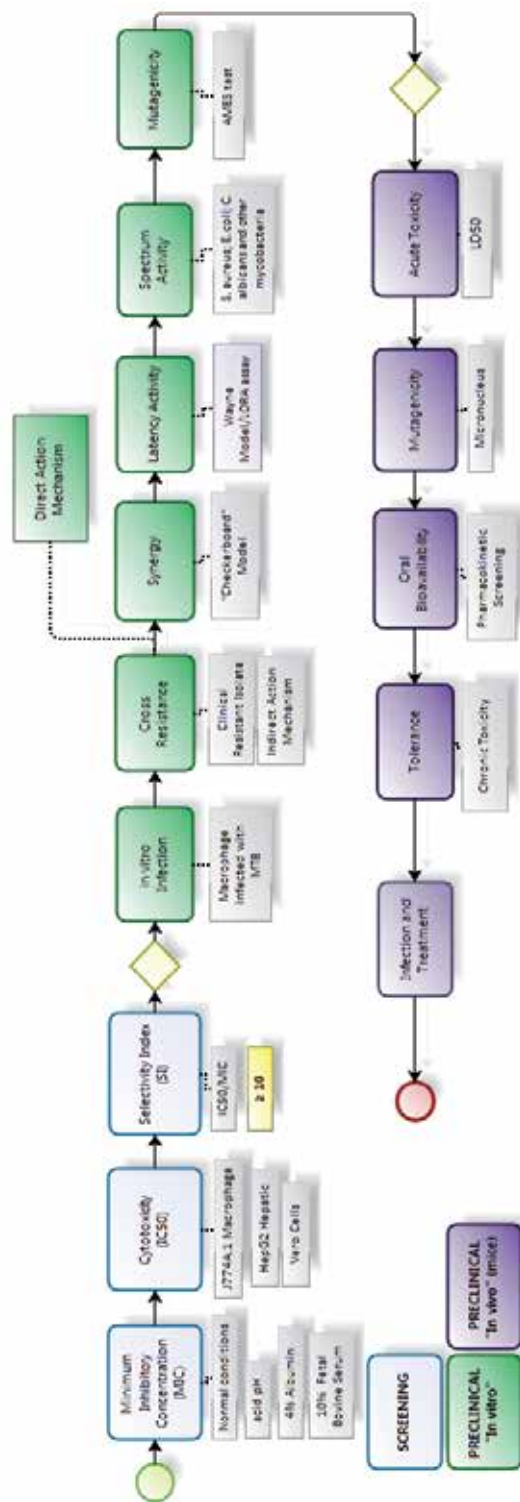 Minimum
Inhibitory
Concentration
(MIC)
Normal conditions
acid pH
4% Albumin
10% Fetal
Bovine Serum
Cytotoxicity
(IC50)
J774A.1 Macrophage
HepG2 Hepatic
Vero Cells
Selectivity Index
(SI)
IC50/MIC
≥ 10
In vitro
Infection
Macrophage
Infected with
MTB
Cross
Resistance
Clinical
Resistant Isolate
Indirect Action
Mechanism
Direct Action
Mechanism
Synergy
"Checkerboard"
Model
Latency Activity
Wayne
Model/LORA assay
Spectrum
Activity
S. aureus; E. coli; C.
albicans and other
mycobacteria
Mutagenicity
AMES test
Acute Toxicity
LD50
Mutagenicity
Micronucleus
Oral
Bioavailability
Pharmacokinetic
Screening
Tolerance
Chronic Toxicity
Infection and
Treatment
SCREENING
PRECLINICAL
"In vitro"
PRECLINICAL
"In vivo" (mice)